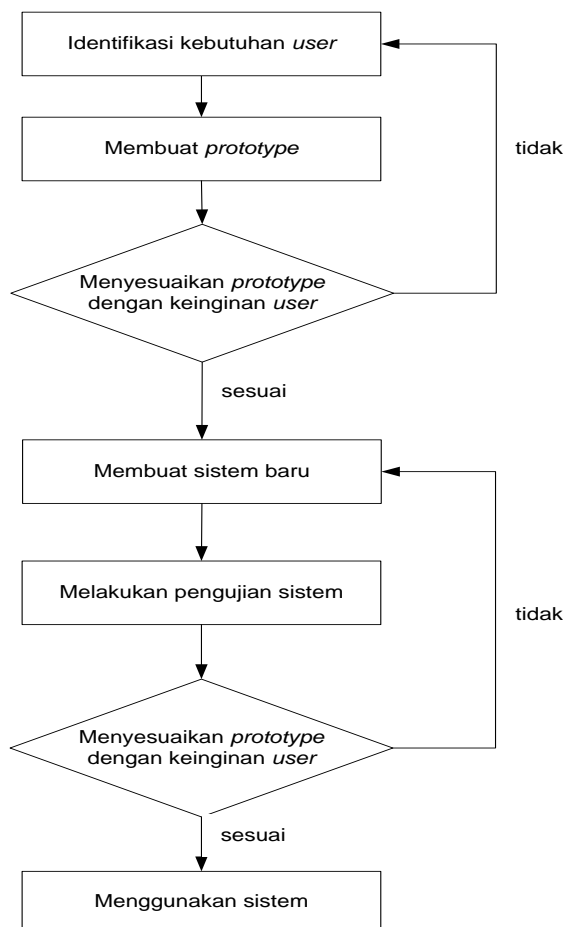 Identifikasi kebutuhan user
Membuat prototype
tidak
Menyesuaikan prototype
dengan keinginan user
sesuai
Membuat sistem baru
Melakukan pengujian sistem
tidak
Menyesuaikan prototype
dengan keinginan user
sesuai
Menggunakan sistem